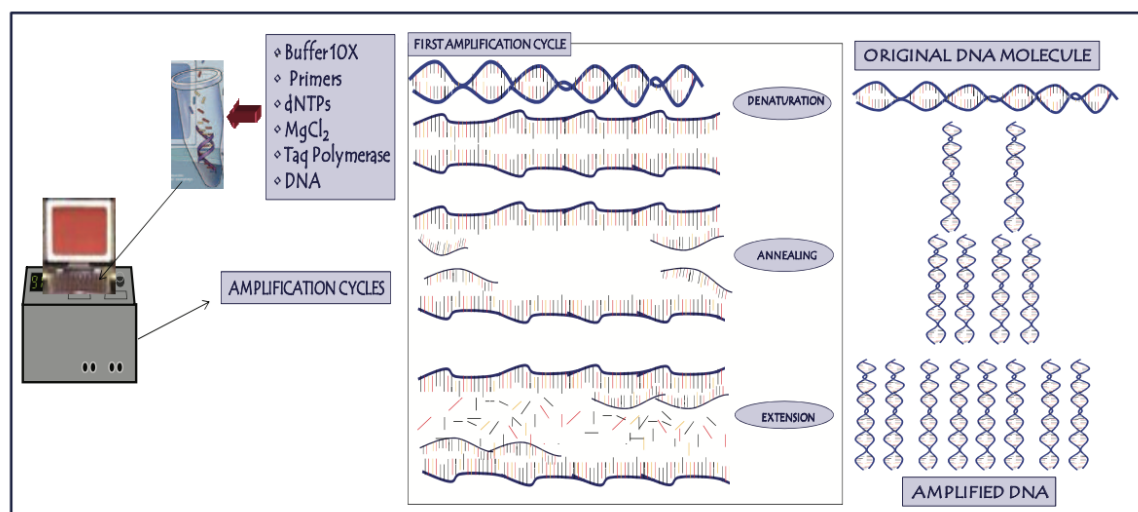 ◊ Buffer10X
◊ Primers
◊ dNTPs
◊ MgCl₂
◊ Taq Polymerase
◊ DNA
AMPLIFICATION CYCLES
FIRST AMPLIFICATION CYCLE
DENATURATION
ANNEALING
EXTENSION
ORIGINAL DNA MOLECULE
AMPLIFIED DNA